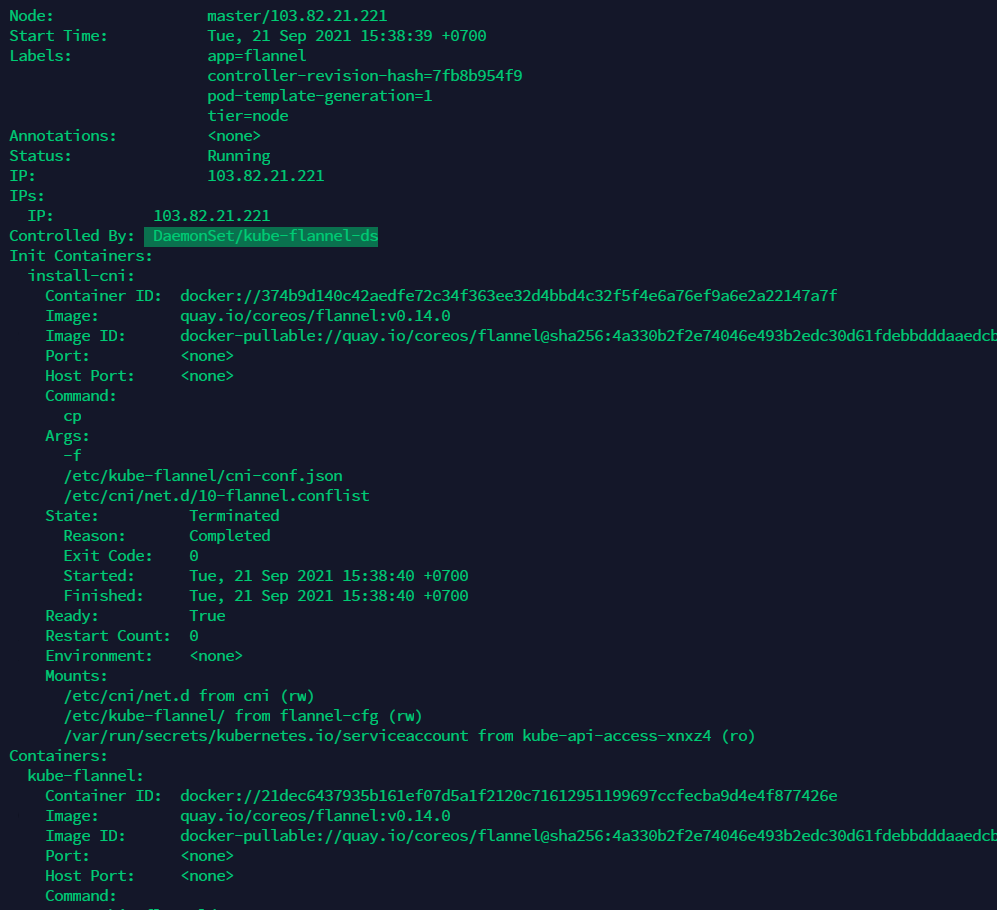 Node: master/103.82.21.221
Start Time: Tue, 21 Sep 2021 15:38:39 +0700
Labels: app=flannel
controller-revision-hash=7fb8b954f9
pod-template-generation=1
tier=node
Annotations: <none>
Status: Running
IP: 103.82.21.221
IPs:
IP: 103.82.21.221
Controlled By: DaemonSet/kube-flannel-ds
Init Containers:
install-cni:
Container ID: docker://374b9d140c42aedfe72c34f363ee32d4bbd4c32f5f4e6a76ef9a6e2a22147a7f
Image: quay.io/coreos/flannel:v0.14.0
Image ID: docker-pullable://quay.io/coreos/flannel@sha256:4a330b2f2e74046e493b2edc30d61fdebbdddaaedcb
Port: <none>
Host Port: <none>
Command:
cp
Args:
-f
/etc/kube-flannel/cni-conf.json
/etc/cni/net.d/10-flannel.conflist
State: Terminated
Reason: Completed
Exit Code: 0
Started: Tue, 21 Sep 2021 15:38:40 +0700
Finished: Tue, 21 Sep 2021 15:38:40 +0700
Ready: True
Restart Count: 0
Environment: <none>
Mounts:
/etc/cni/net.d from cni (rw)
/etc/kube-flannel/ from flannel-cfg (rw)
/var/run/secrets/kubernetes.io/serviceaccount from kube-api-access-xnxz4 (ro)
Containers:
kube-flannel:
Container ID: docker://21dec6437935b161ef07d5a1f2120c71612951199697ccfecba9d4e4f877426e
Image: quay.io/coreos/flannel:v0.14.0
Image ID: docker-pullable://quay.io/coreos/flannel@sha256:4a330b2f2e74046e493b2edc30d61fdebbdddaaedcb
Port: <none>
Host Port: <none>
Command: